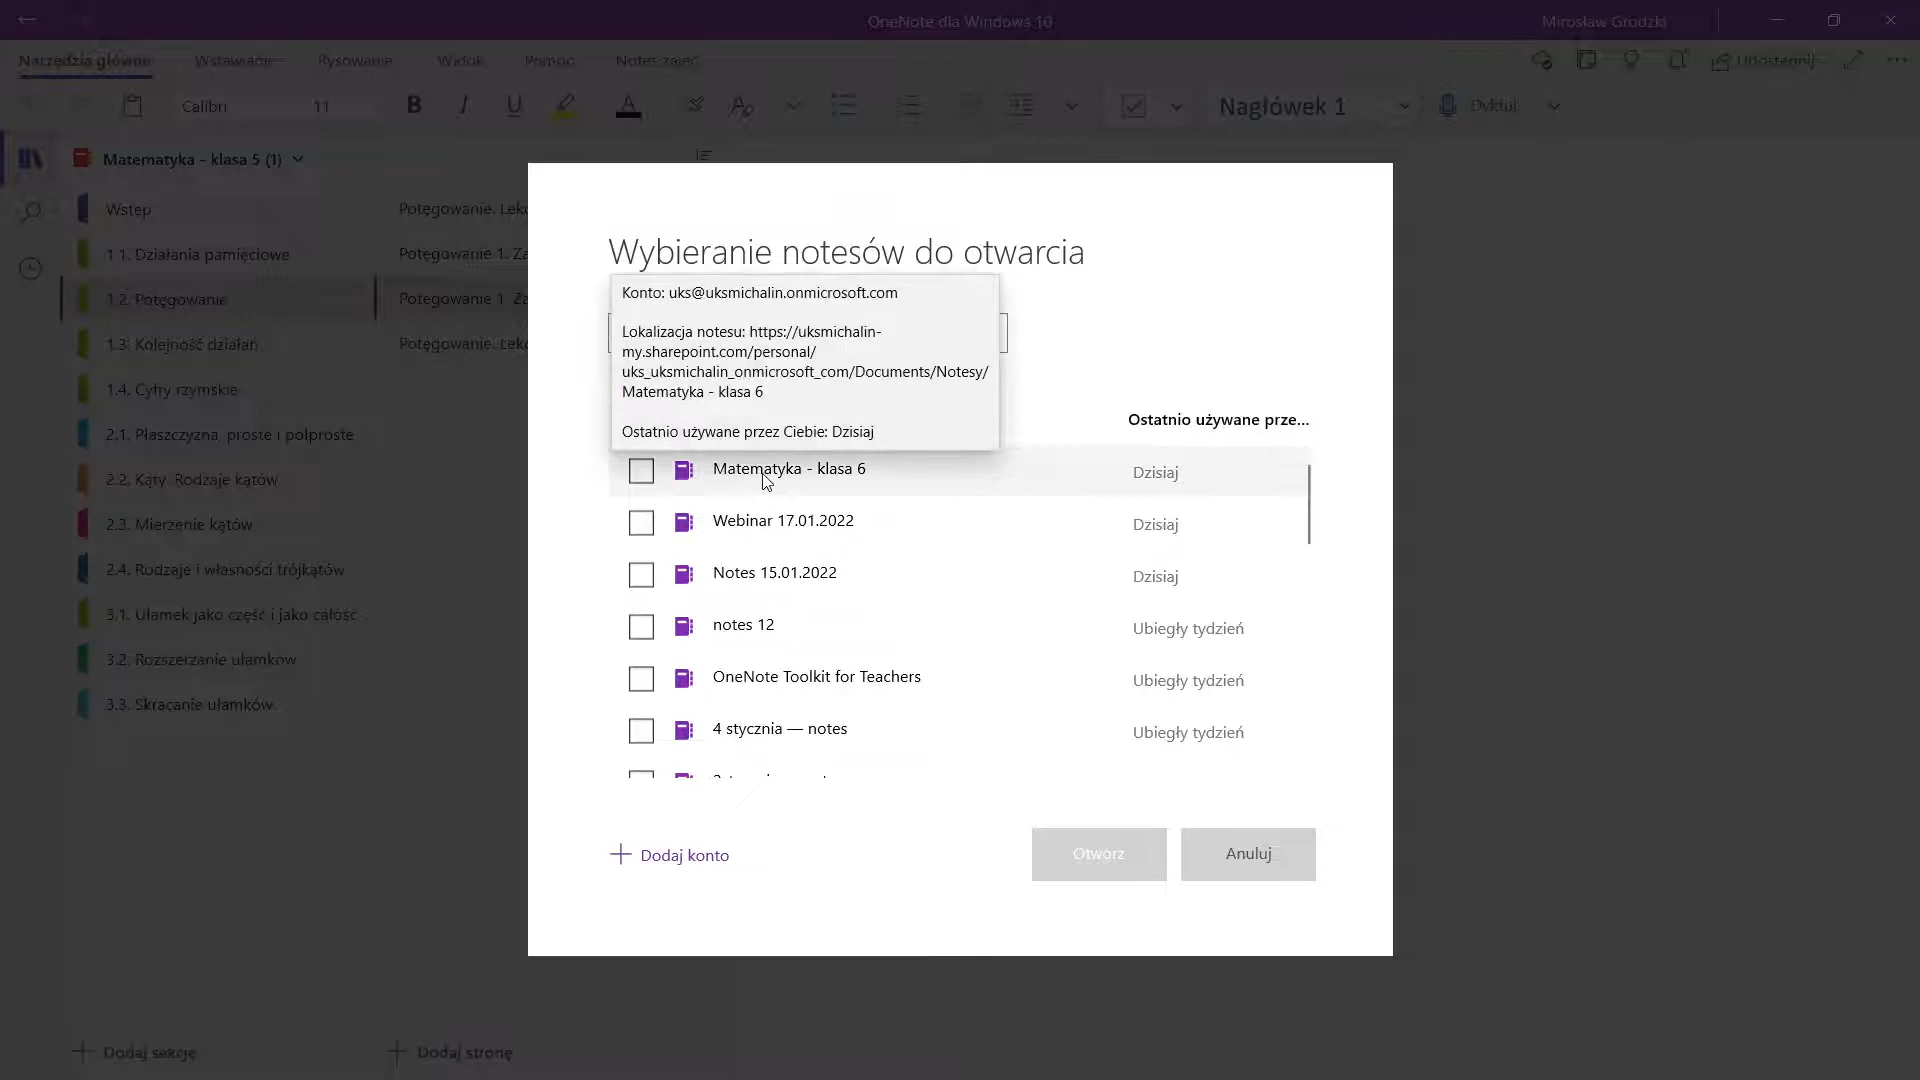 OneNote dla Windows 10
Mirosław Grodzki
Narzędzia główne
Wstawianie
Rysowanie
Widok
Pomoc
Notes zajęć
Udostępnij
Calibri
11
B
I
U
A
Nagłówek 1
Dyktuj
Matematyka - klasa 5 (1)
Wstęp
1.1. Działania pamięciowe
1.2. Potęgowanie
1.3. Kolejność działań
1.4. Cyfry rzymskie
2.1. Płaszczyzna, proste i półproste
2.2. Kąty. Rodzaje kątów
2.3. Mierzenie kątów
2.4. Rodzaje i własności trójkątów
3.1. Ułamek jako część i jako całość
3.2. Rozszerzanie ułamków
3.3. Skracanie ułamków.
Dodaj sekcję
Potęgowanie.
Potęgowanie 1.
Potęgowanie 1
Potęgowanie.
Dodaj stronę
Wybieranie notesów do otwarcia
Konto: uks@uksmichalin.onmicrosoft.com
Lokalizacja notesu: https://uksmichalin-
my.sharepoint.com/personal/
uks_uksmichalin_onmicrosoft_com/Documents/Notesy/
Matematyka - klasa 6
Ostatnio używane przez Ciebie: Dzisiaj
Ostatnio używane prze...
Matematyka - klasa 6 Dzisiaj
Webinar 17.01.2022 Dzisiaj
Notes 15.01.2022 Dzisiaj
notes 12 Ubiegły tydzień
OneNote Toolkit for Teachers Ubiegły tydzień
4 stycznia — notes Ubiegły tydzień
Dodaj konto
Otwórz
Anuluj